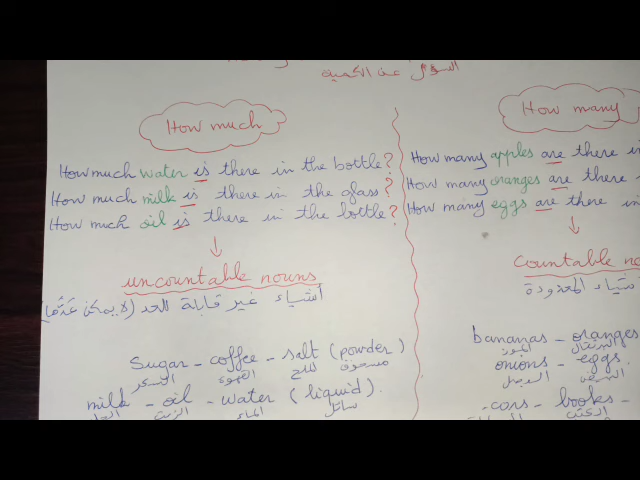 السؤال عن الكمية
How much
How much water is there in the bottle?
How much milk is there in the glass?
How much oil is there in the bottle?
uncountable nouns
أشياء غير قابلة للعد (لا يمكن عَدُّها)
Sugar - coffee - salt (powder)
السكر القهوة ملح مسحوق
milk - oil - water (liquid).
الزيت الماء سائل
How many
How many apples are there in
How many oranges are there
How many eggs are there in
Countable
أشياء المعدودة
bananas - oranges
الموز البرتقال
onions - eggs.
البصل البيض
cars - books -
الكتب